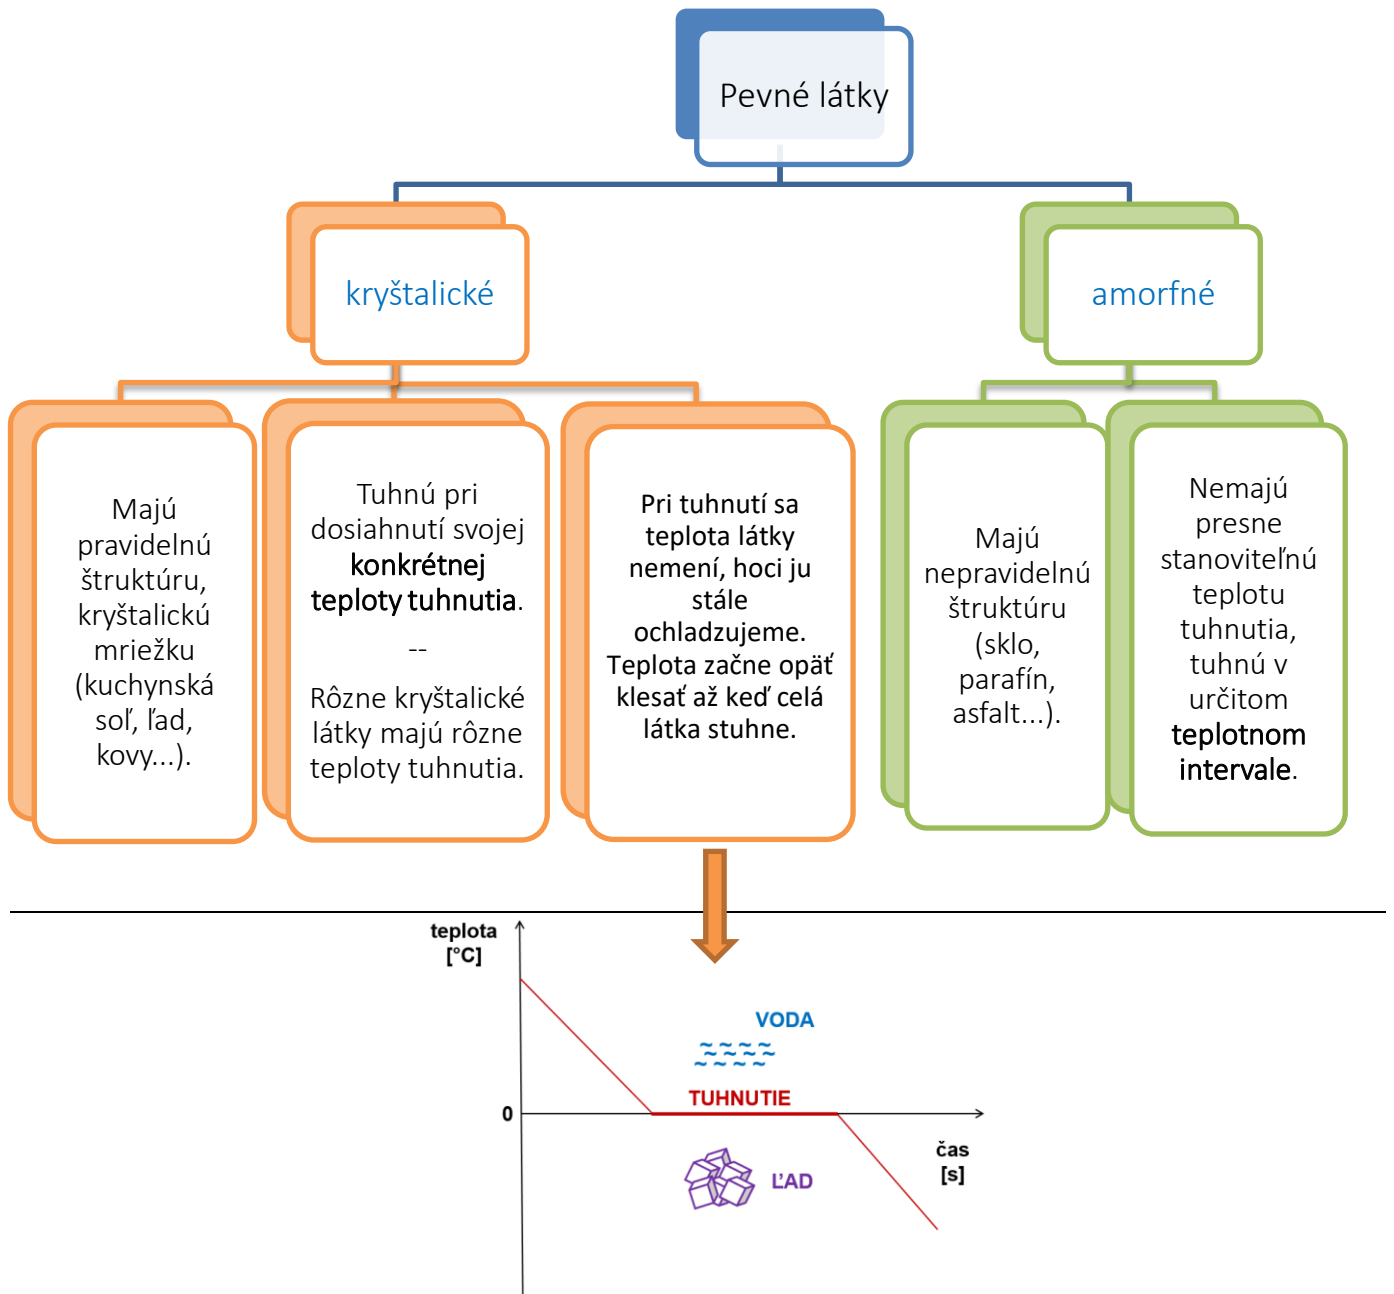 Pevné látky
kryštalické
amorfné
Majú
pravidelnú
štruktúru,
kryštalickú
mriežku
(kuchynská
soľ, ľad,
kovy...).
Tuhnú pri
dosiahnutí svojej
konkrétnej
teploty tuhnutia.
--
Rôzne kryštalické
látky majú rôzne
teploty tuhnutia.
Pri tuhnutí sa
teplota látky
nemení, hoci ju
stále
ochladzujeme.
Teplota začne opäť
klesať až keď celá
látka stuhne.
Majú
nepravidelnú
štruktúru
(sklo,
parafín,
asfalt...).
Nemajú
presne
stanoviteľnú
teplotu
tuhnutia,
tuhnú v
určitom
teplotnom
intervale.
teplota
[°C]
VODA
TUHNUTIE
0
čas
[s]
ĽAD